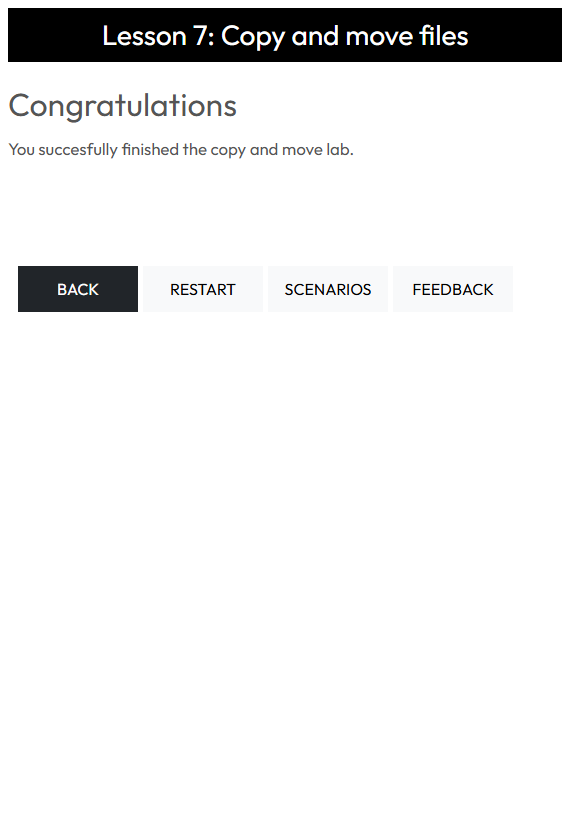 Lesson 7: Copy and move files
Congratulations
You succesfully finished the copy and move lab.
BACK RESTART SCENARIOS FEEDBACK